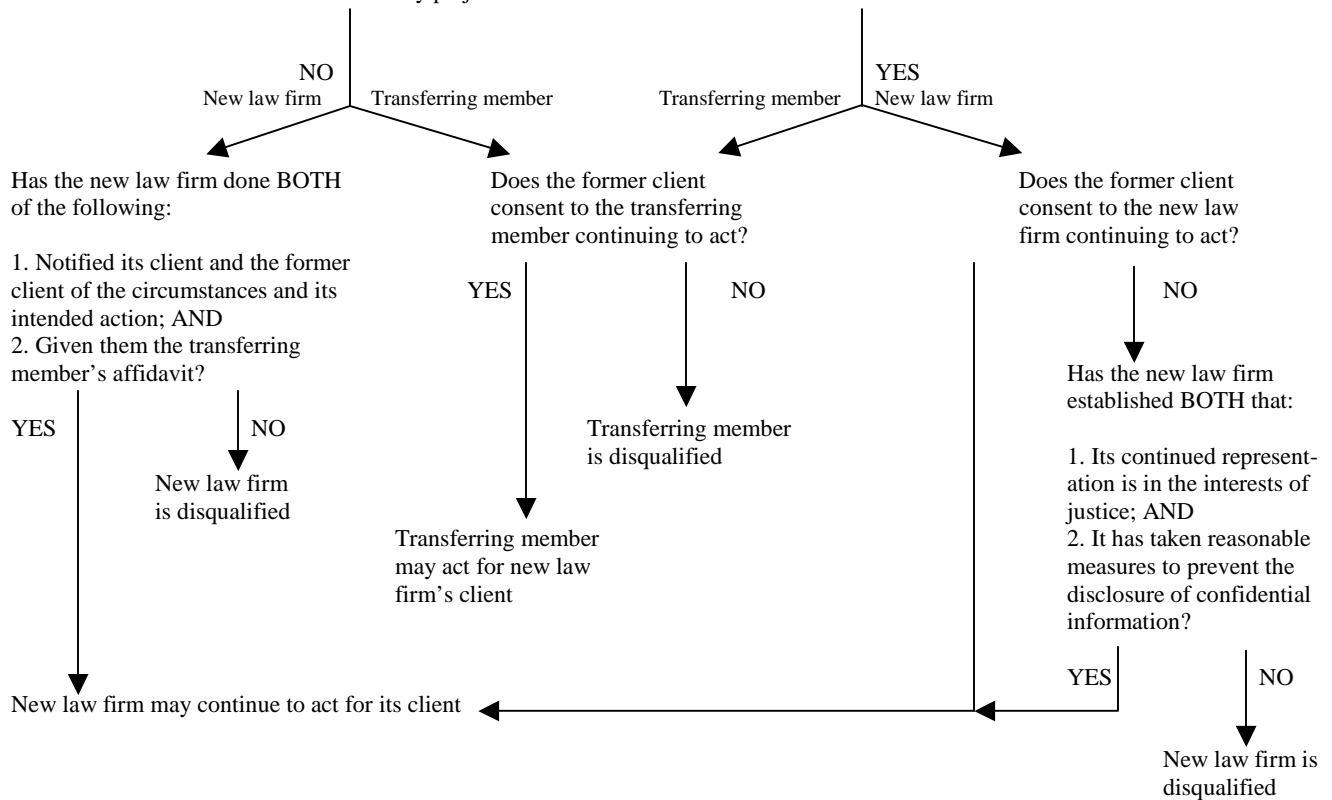 NO
New law firm
Transferring member
YES
Transferring member
New law firm
Has the new law firm done BOTH
of the following:
1. Notified its client and the former
client of the circumstances and its
intended action; AND
2. Given them the transferring
member's affidavit?
YES
NO
New law firm
is disqualified
Does the former client
consent to the transferring
member continuing to act?
YES
NO
Transferring member
is disqualified
Transferring member
may act for new law
firm's client
Does the former client
consent to the new law
firm continuing to act?
NO
Has the new law firm
established BOTH that:
1. Its continued represent-
ation is in the interests of
justice; AND
2. It has taken reasonable
measures to prevent the
disclosure of confidential
information?
YES
NO
New law firm may continue to act for its client
New law firm is
disqualified